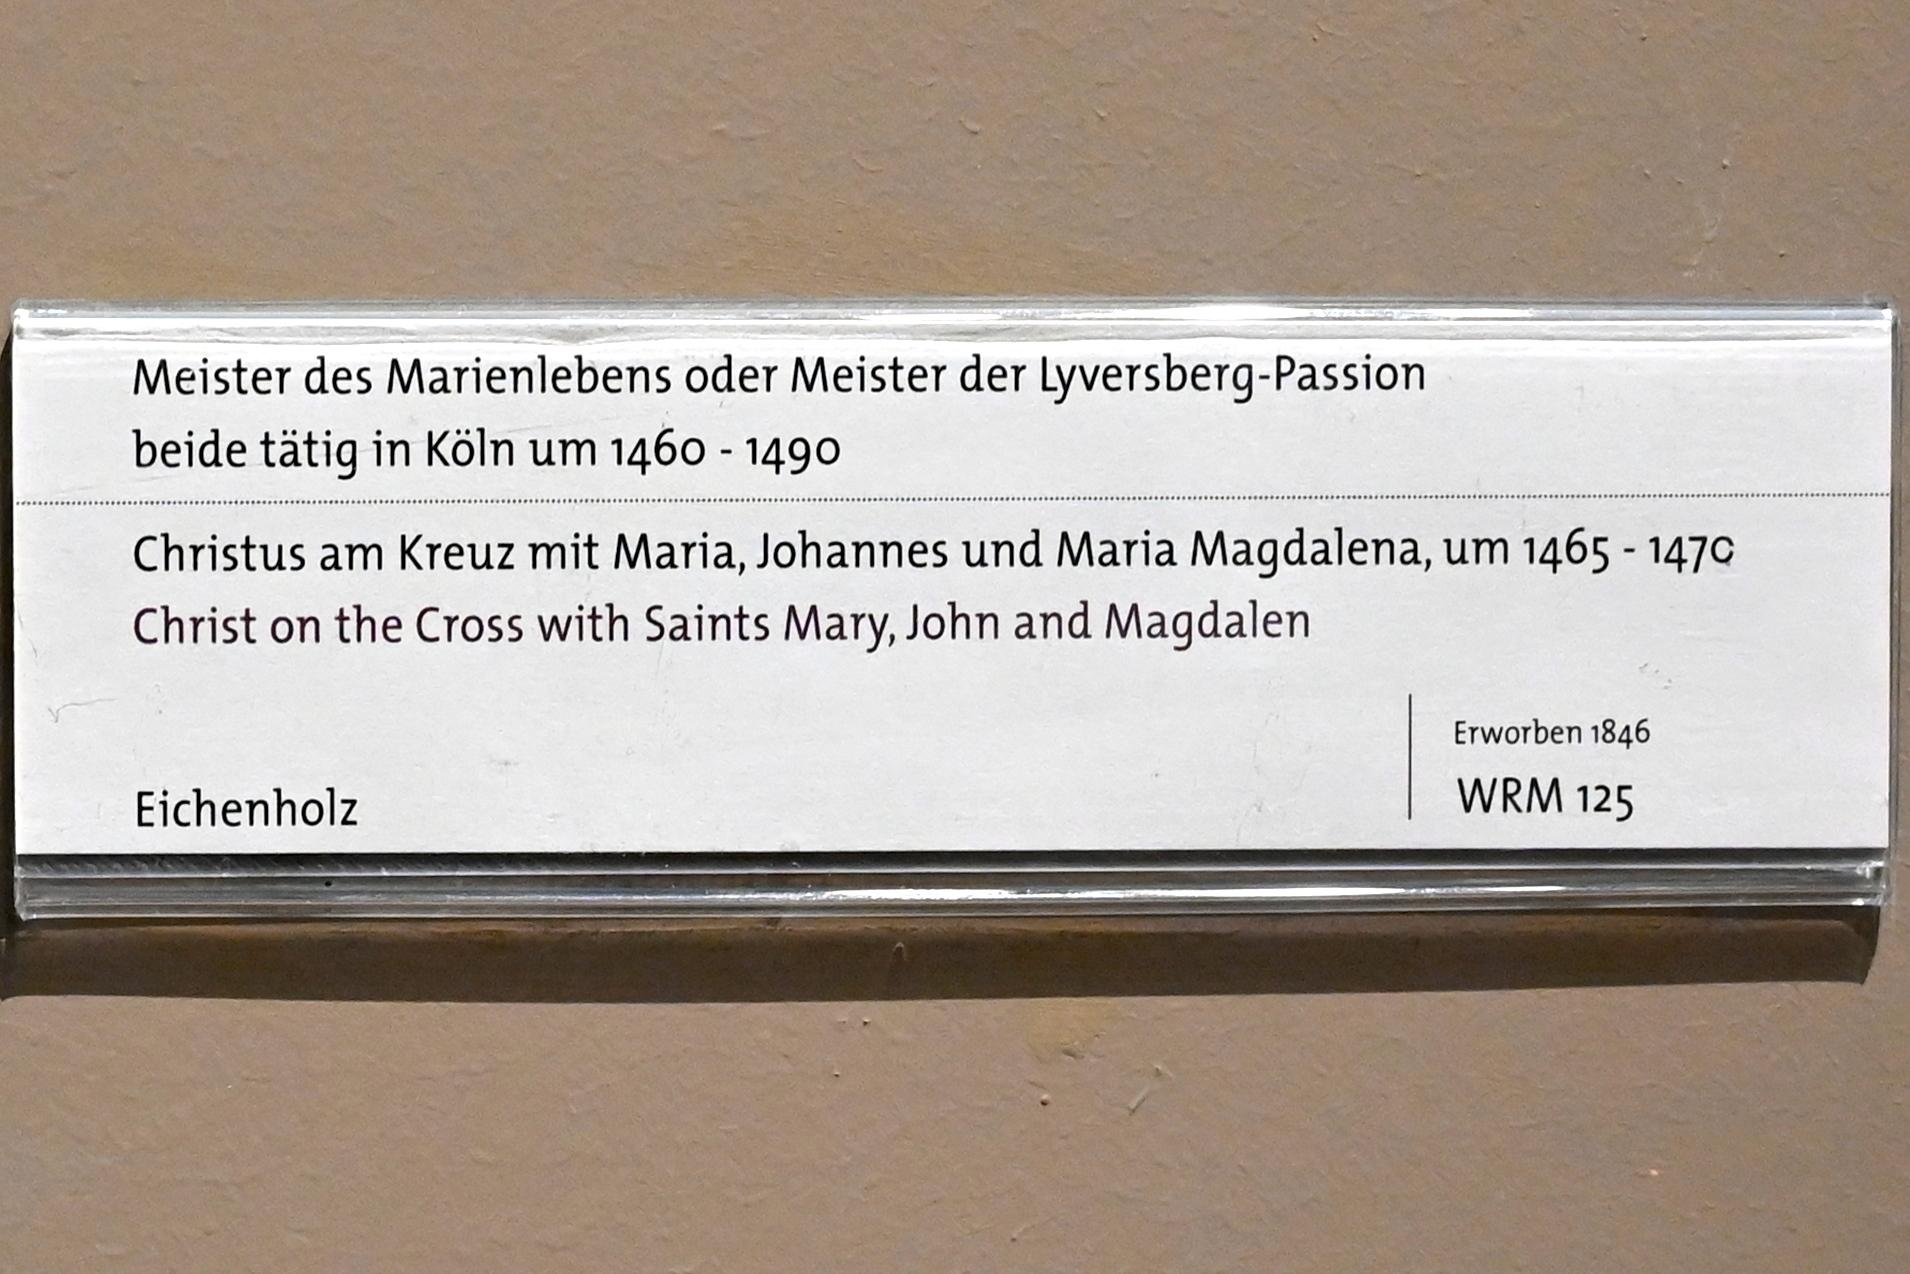 Meister des Marienlebens oder Meister der Lyversberg-Passion
beide tätig in Köln um 1460 - 1490
Christus am Kreuz mit Maria, Johannes und Maria Magdalena, um 1465 - 1470
Christ on the Cross with Saints Mary, John and Magdalen
Erworben 1846
Eichenholz
WRM 125